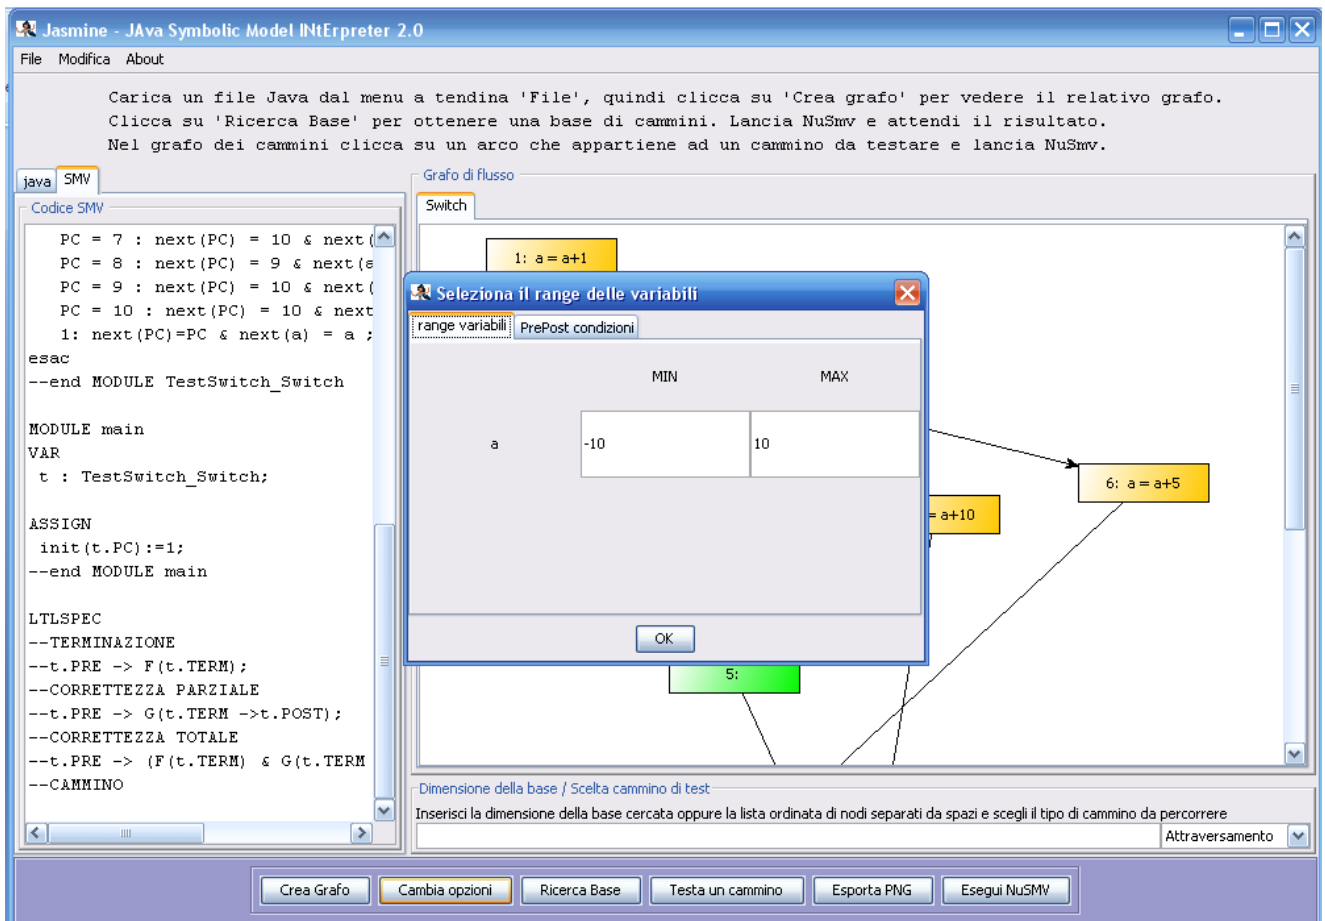 Jasmine - JAva Symbolic Model INtErpreter 2.0
File Modifica About
Carica un file Java dal menu a tendina 'File', quindi clicca su 'Crea grafo' per vedere il relativo grafo.
Clicca su 'Ricerca Base' per ottenere una base di cammini. Lancia NuSmv e attendi il risultato.
Nel grafo dei cammini clicca su un arco che appartiene ad un cammino da testare e lancia NuSmv.
java SMV
Codice SMV
PC = 7 : next(PC) = 10 & next(
PC = 8 : next(PC) = 9 & next(a
PC = 9 : next(PC) = 10 & next(
PC = 10 : next(PC) = 10 & next
1: next(PC)=PC & next(a) = a ;
esac
--end MODULE TestSwitch_Switch
MODULE main
VAR
t : TestSwitch_Switch;
ASSIGN
init(t.PC):=1;
--end MODULE main
LTLSPEC
--TERMINAZIONE
--t.PRE -> F(t.TERM);
--CORRETTEZZA PARZIALE
--t.PRE -> G(t.TERM ->t.POST);
--CORRETTEZZA TOTALE
--t.PRE -> (F(t.TERM) & G(t.TERM
--CAMMINO
Grafo di flusso
Switch
1: a = a+1
Seleziona il range delle variabili
range variabili PrePost condizioni
MIN MAX
a -10 10
OK
6: a = a+5
= a+10
5:
Dimensione della base / Scelta cammino di test
Inserisci la dimensione della base cercata oppure la lista ordinata di nodi separati da spazi e scegli il tipo di cammino da percorrere
Attraversamento
Crea Grafo Cambia opzioni Ricerca Base Testa un cammino Esporta PNG Esegui NuSMV